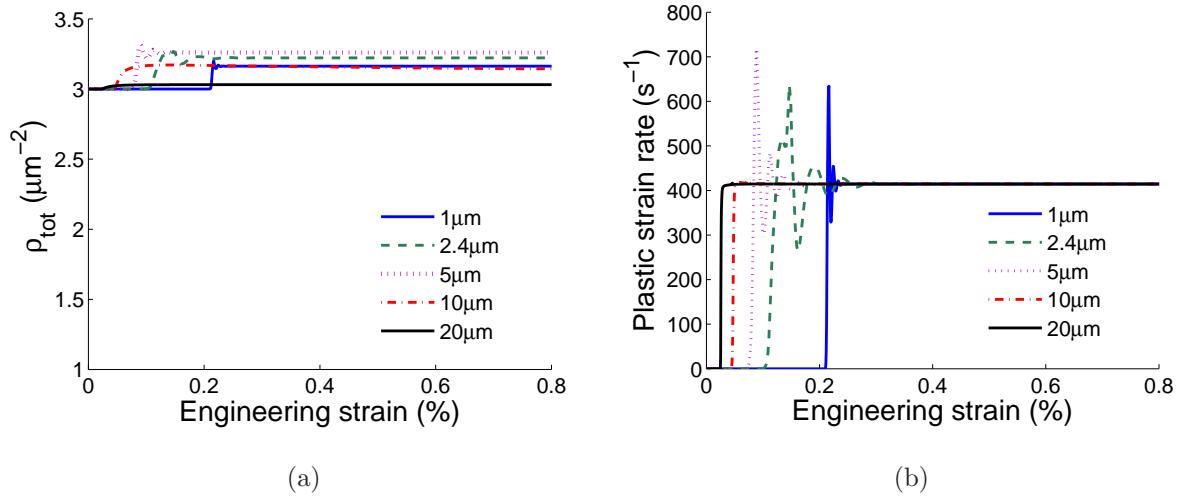 3.5
3
2.5
2
1.5
1
ρtot (μm−2)
1μm
2.4μm
5μm
10μm
20μm
0 0.2 0.4 0.6 0.8
Engineering strain (%)
(a)
800
700
600
500
400
300
200
100
0
Plastic strain rate (s−1)
1μm
2.4μm
5μm
10μm
20μm
0 0.2 0.4 0.6 0.8
Engineering strain (%)
(b)